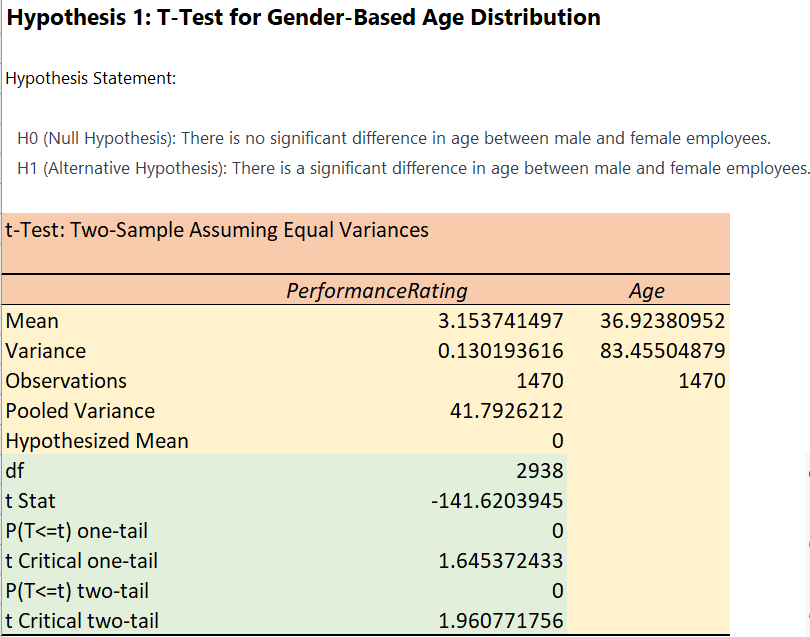 Hypothesis 1: T-Test for Gender-Based Age Distribution
Hypothesis Statement:
H0 (Null Hypothesis): There is no significant difference in age between male and female employees.
H1 (Alternative Hypothesis): There is a significant difference in age between male and female employees.
t-Test: Two-Sample Assuming Equal Variances
PerformanceRating Age
Mean 3.153741497 36.92380952
Variance 0.130193616 83.45504879
Observations 1470 1470
Pooled Variance 41.7926212
Hypothesized Mean 0
df 2938
t Stat -141.6203945
P(T<=t) one-tail 0
t Critical one-tail 1.645372433
P(T<=t) two-tail 0
t Critical two-tail 1.960771756